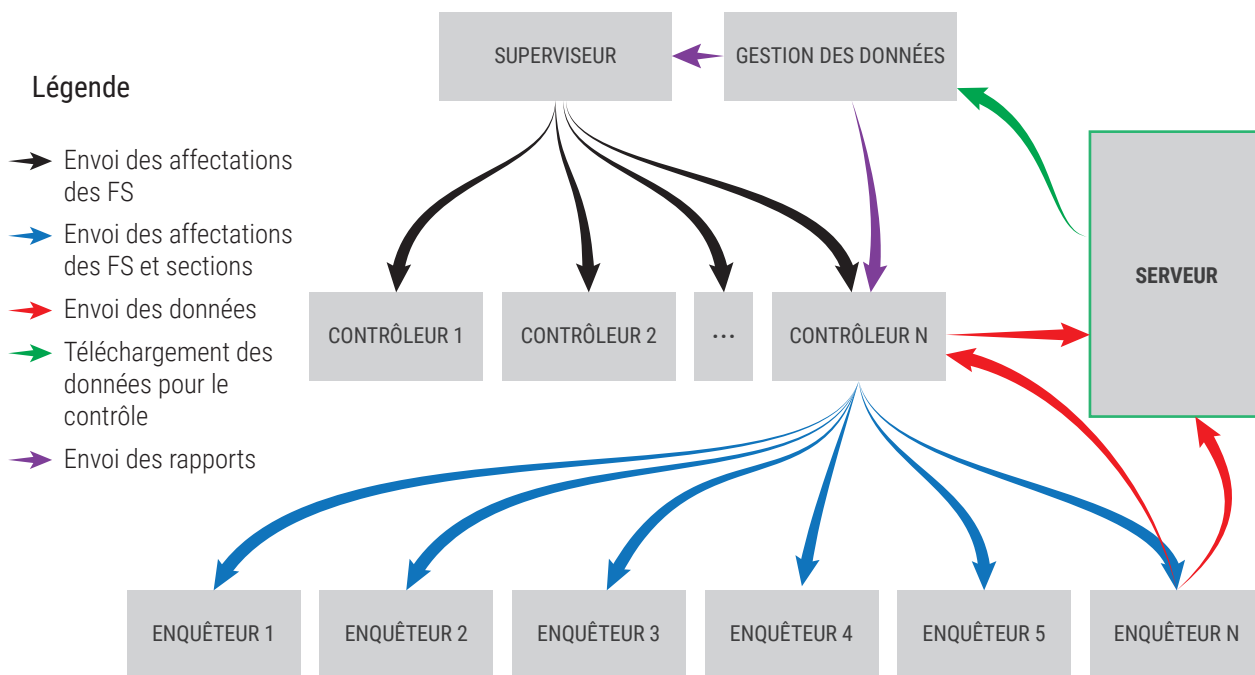 SUPERVISEUR
GESTION DES DONNÉES
Légende
Envoi des affectations
des FS
Envoi des affectations
des FS et sections
Envoi des données
Téléchargement des
données pour le
contrôle
Envoi des rapports
SERVEUR
CONTRÔLEUR 1
CONTRÔLEUR 2
...
CONTRÔLEUR N
ENQUÊTEUR 1
ENQUÊTEUR 2
ENQUÊTEUR 3
ENQUÊTEUR 4
ENQUÊTEUR 5
ENQUÊTEUR N